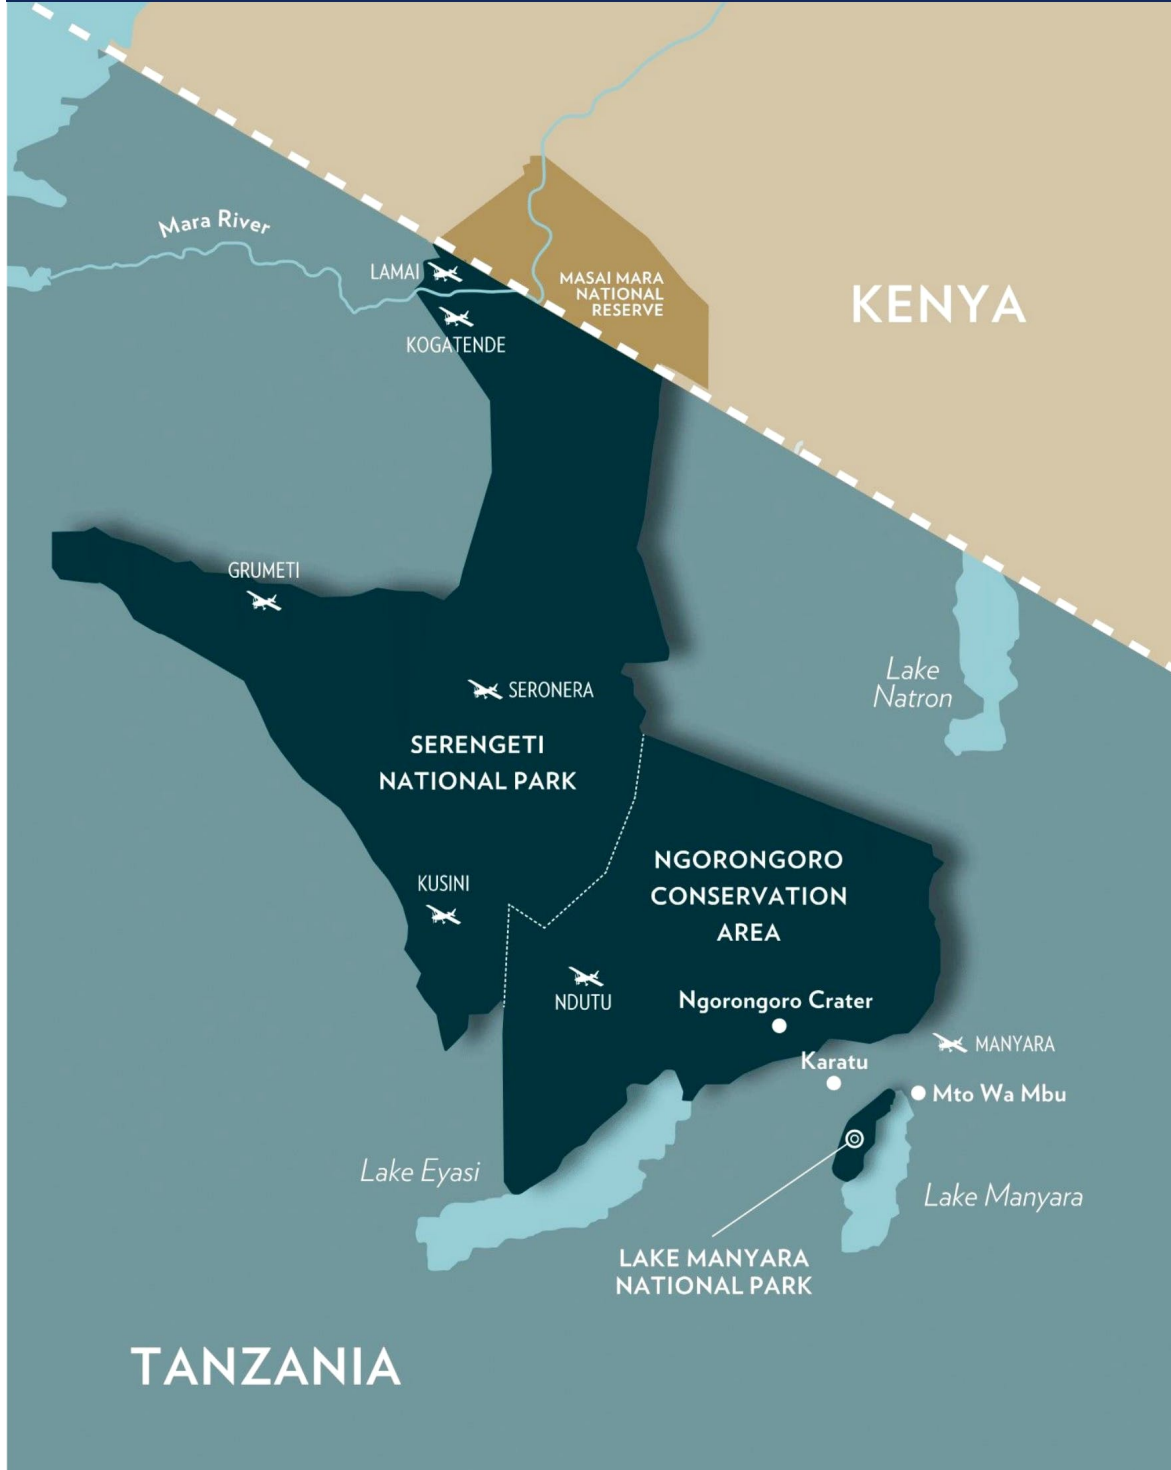 Mara River
LAMAI
MASAI MARA
NATIONAL
RESERVE
KENYA
KOGATENDE
GRUMETI
Lake
Natron
SERONERA
SERENGETI
NATIONAL PARK
NGORONGORO
CONSERVATION
AREA
KUSINI
NDUTU
Ngorongoro Crater
MANYARA
Karatu
Mto Wa Mbu
Lake Eyasi
Lake Manyara
LAKE MANYARA
NATIONAL PARK
TANZANIA